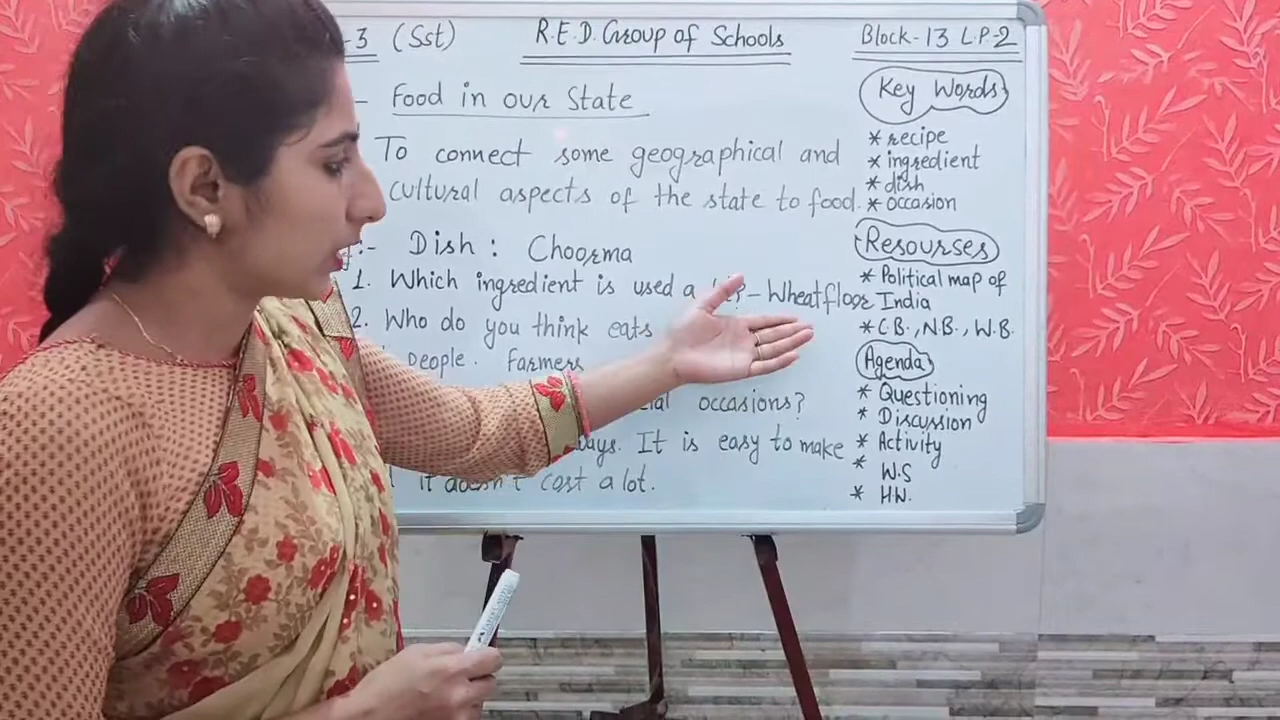 -3 (Sst)
R.E.D. Group of Schools
Block-13 L.P-2
- Food in our State
To connect some geographical and
cultural aspects of the state to food.
:- Dish : Choorma
1. Which ingredient is used a - Wheatfloor
2. Who do you think eats
people. Farmers
occasions?
days. It is easy to make
it doesn't cost a lot.
Key Words
* recipe
* ingredient
* dish
* occasion
Resourses
* Political map of
India
* C.B., N.B., W.B.
Agenda
* Questioning
* Discussion
* Activity
* W.S
* H.W.